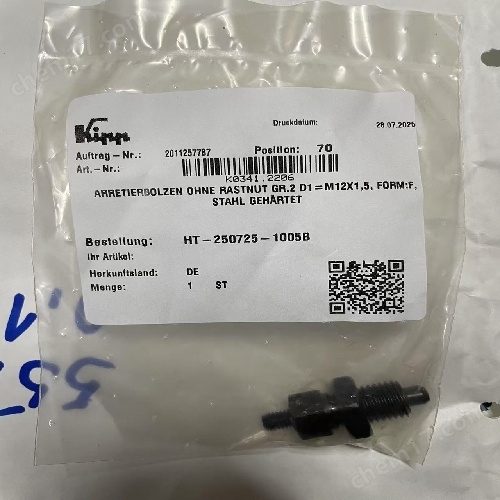 Kipp
Druckdatum: 28.07.2025
Auftrag-Nr.: 2011257787 Position: 70
Art.-Nr.:
K0341.2206
ARRETIERBOLZEN OHNE RASTNUT GR.2 D1=M12X1,5, FORM:F,
STAHL GEHÄRTET
Bestellung: HT-250725-1005B
Ihr Artikel:
Herkunftsland: DE
Menge: 1 ST